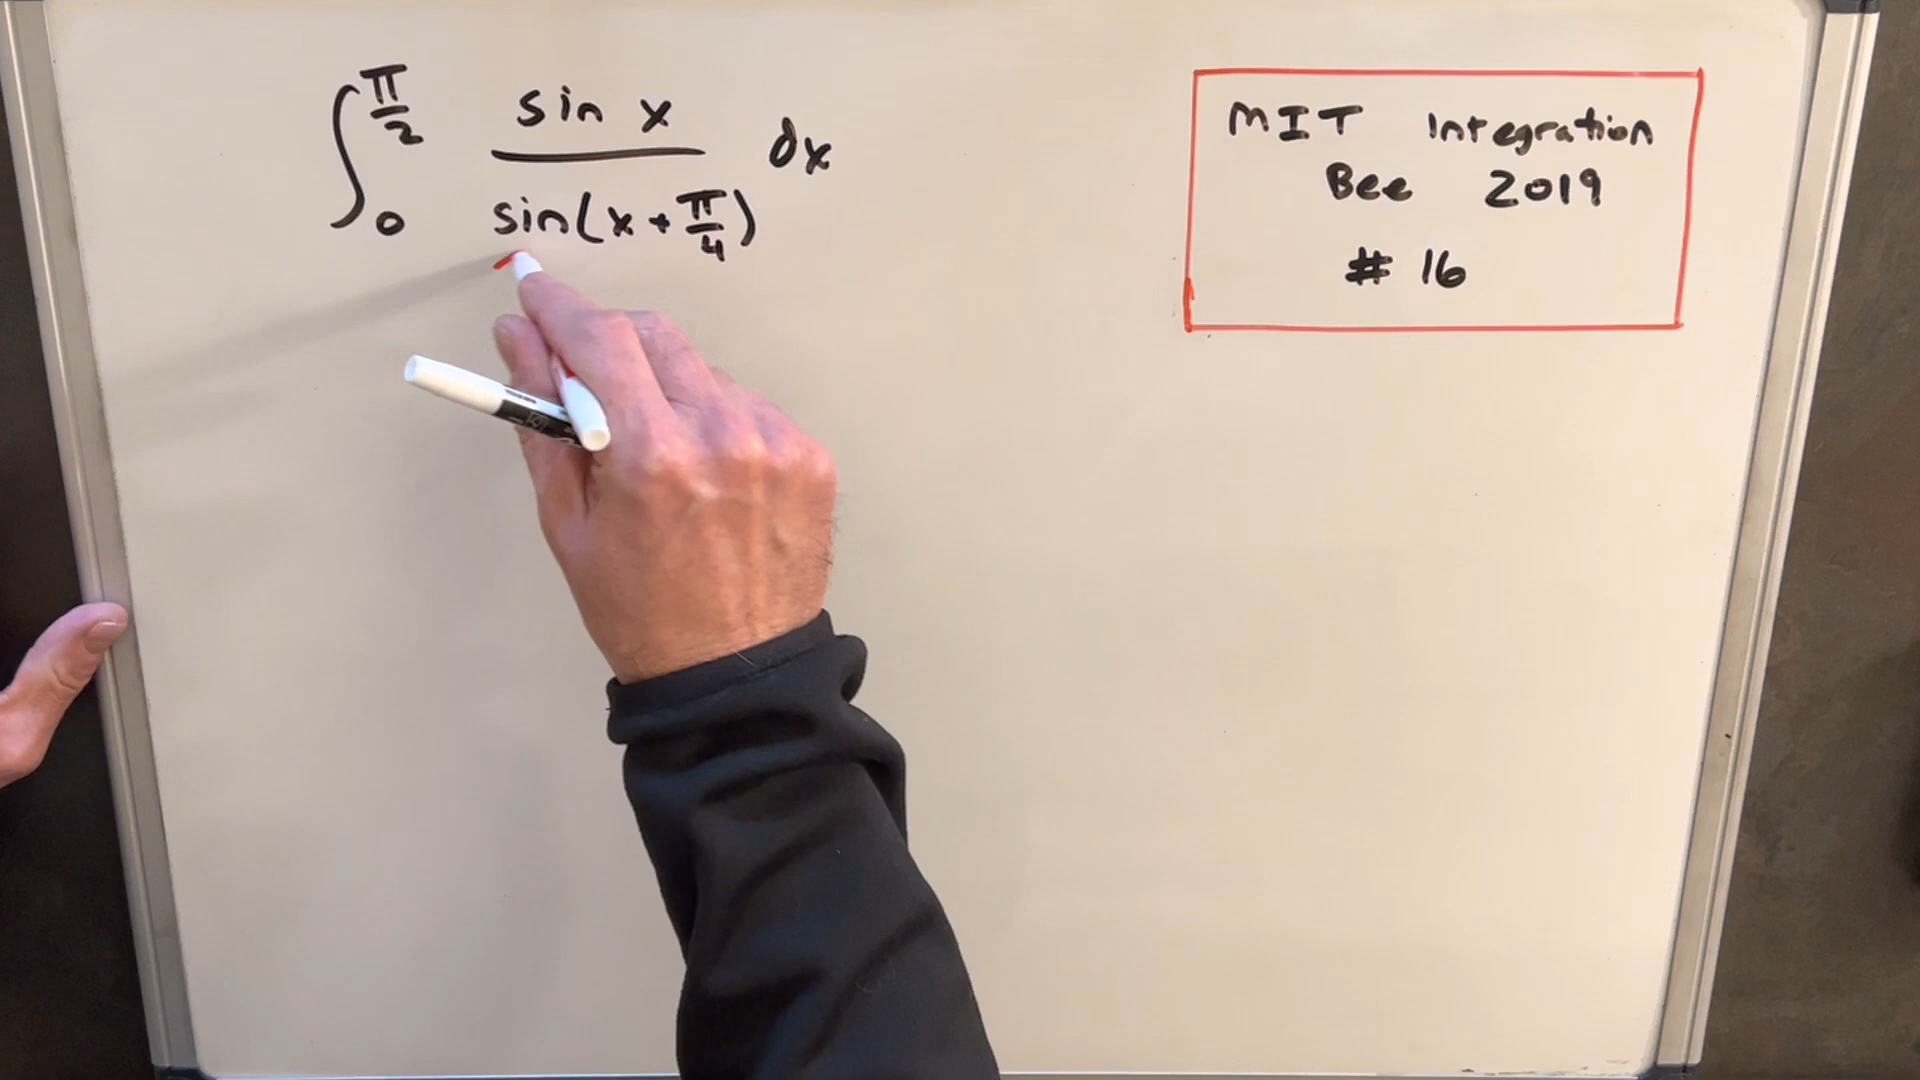 ∫₀^(π/2) sin x / sin(x + π/4) dx
MIT Integration
Bee 2019
# 16